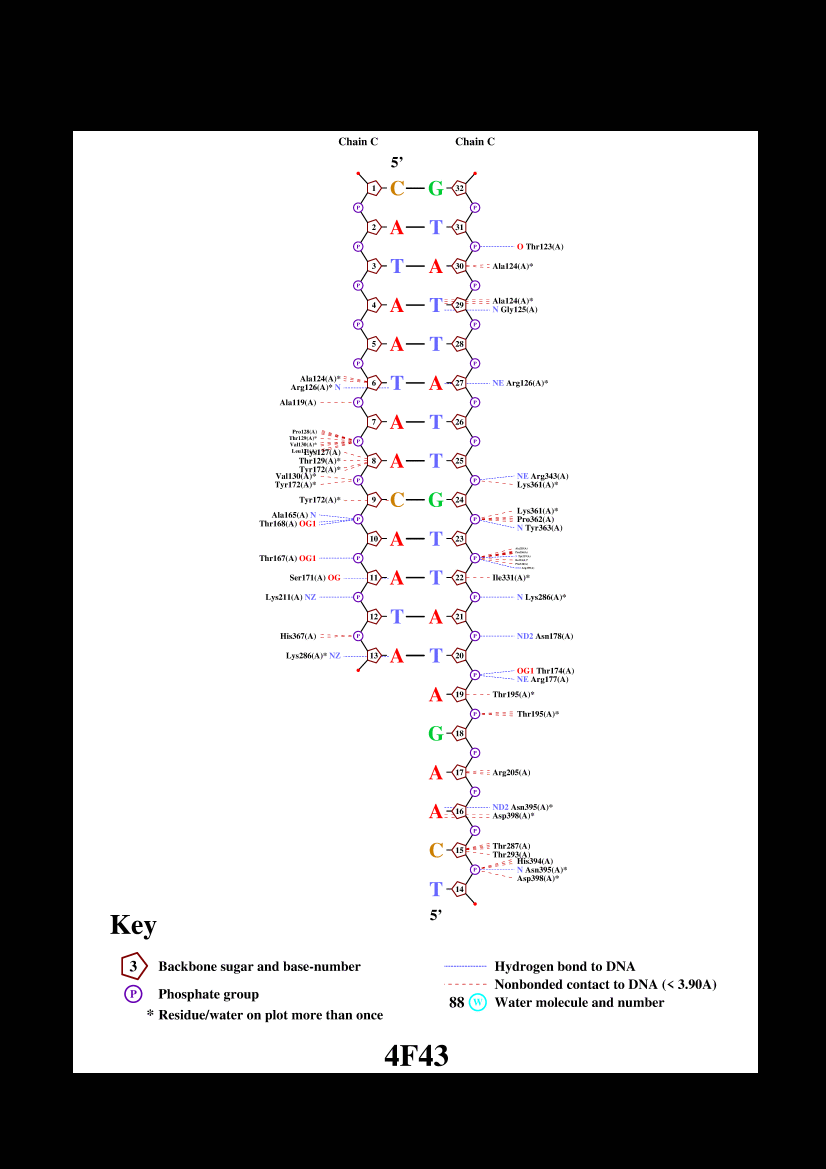 Chain C Chain C
5’
1 C G 32
P P
2 A T 31
P P O Thr123(A)
3 T A 30 Ala124(A)*
P P
4 A T 29 Ala124(A)*
N Gly125(A)
P P
5 A T 28
P P
Ala124(A)*
Arg126(A)* N 6 T A 27 NE Arg126(A)*
Ala119(A) P P
7 A T 26
Pro128(A)
Thr129(A)*
Val130(A)* P P
Lys127(A)
Thr129(A)* 8 A T 25
Tyr172(A)*
Val130(A)* P P NE Arg343(A)
Tyr172(A)* Lys361(A)*
Tyr172(A)* 9 C G 24
Lys361(A)*
Ala165(A) N P P Pro362(A)
Thr168(A) OG1 N Tyr363(A)
10 A T 23
Thr167(A) OG1 P P
Ser171(A) OG 11 A T 22 Ile331(A)*
Lys211(A) NZ P P N Lys286(A)*
12 T A 21
His367(A) P P ND2 Asn178(A)
Lys286(A)* NZ 13 A T 20
P OG1 Thr174(A)
NE Arg177(A)
A 19 Thr195(A)*
P Thr195(A)*
G 18
P
A 17 Arg205(A)
P
A 16 ND2 Asn395(A)*
Asp398(A)*
P
C 15 Thr287(A)
Thr293(A)
His394(A)
P N Asn395(A)*
Asp398(A)*
T 14
5’
Key
3 Backbone sugar and base-number
P Phosphate group
* Residue/water on plot more than once
Hydrogen bond to DNA
Nonbonded contact to DNA (< 3.90A)
88 W Water molecule and number
4F43